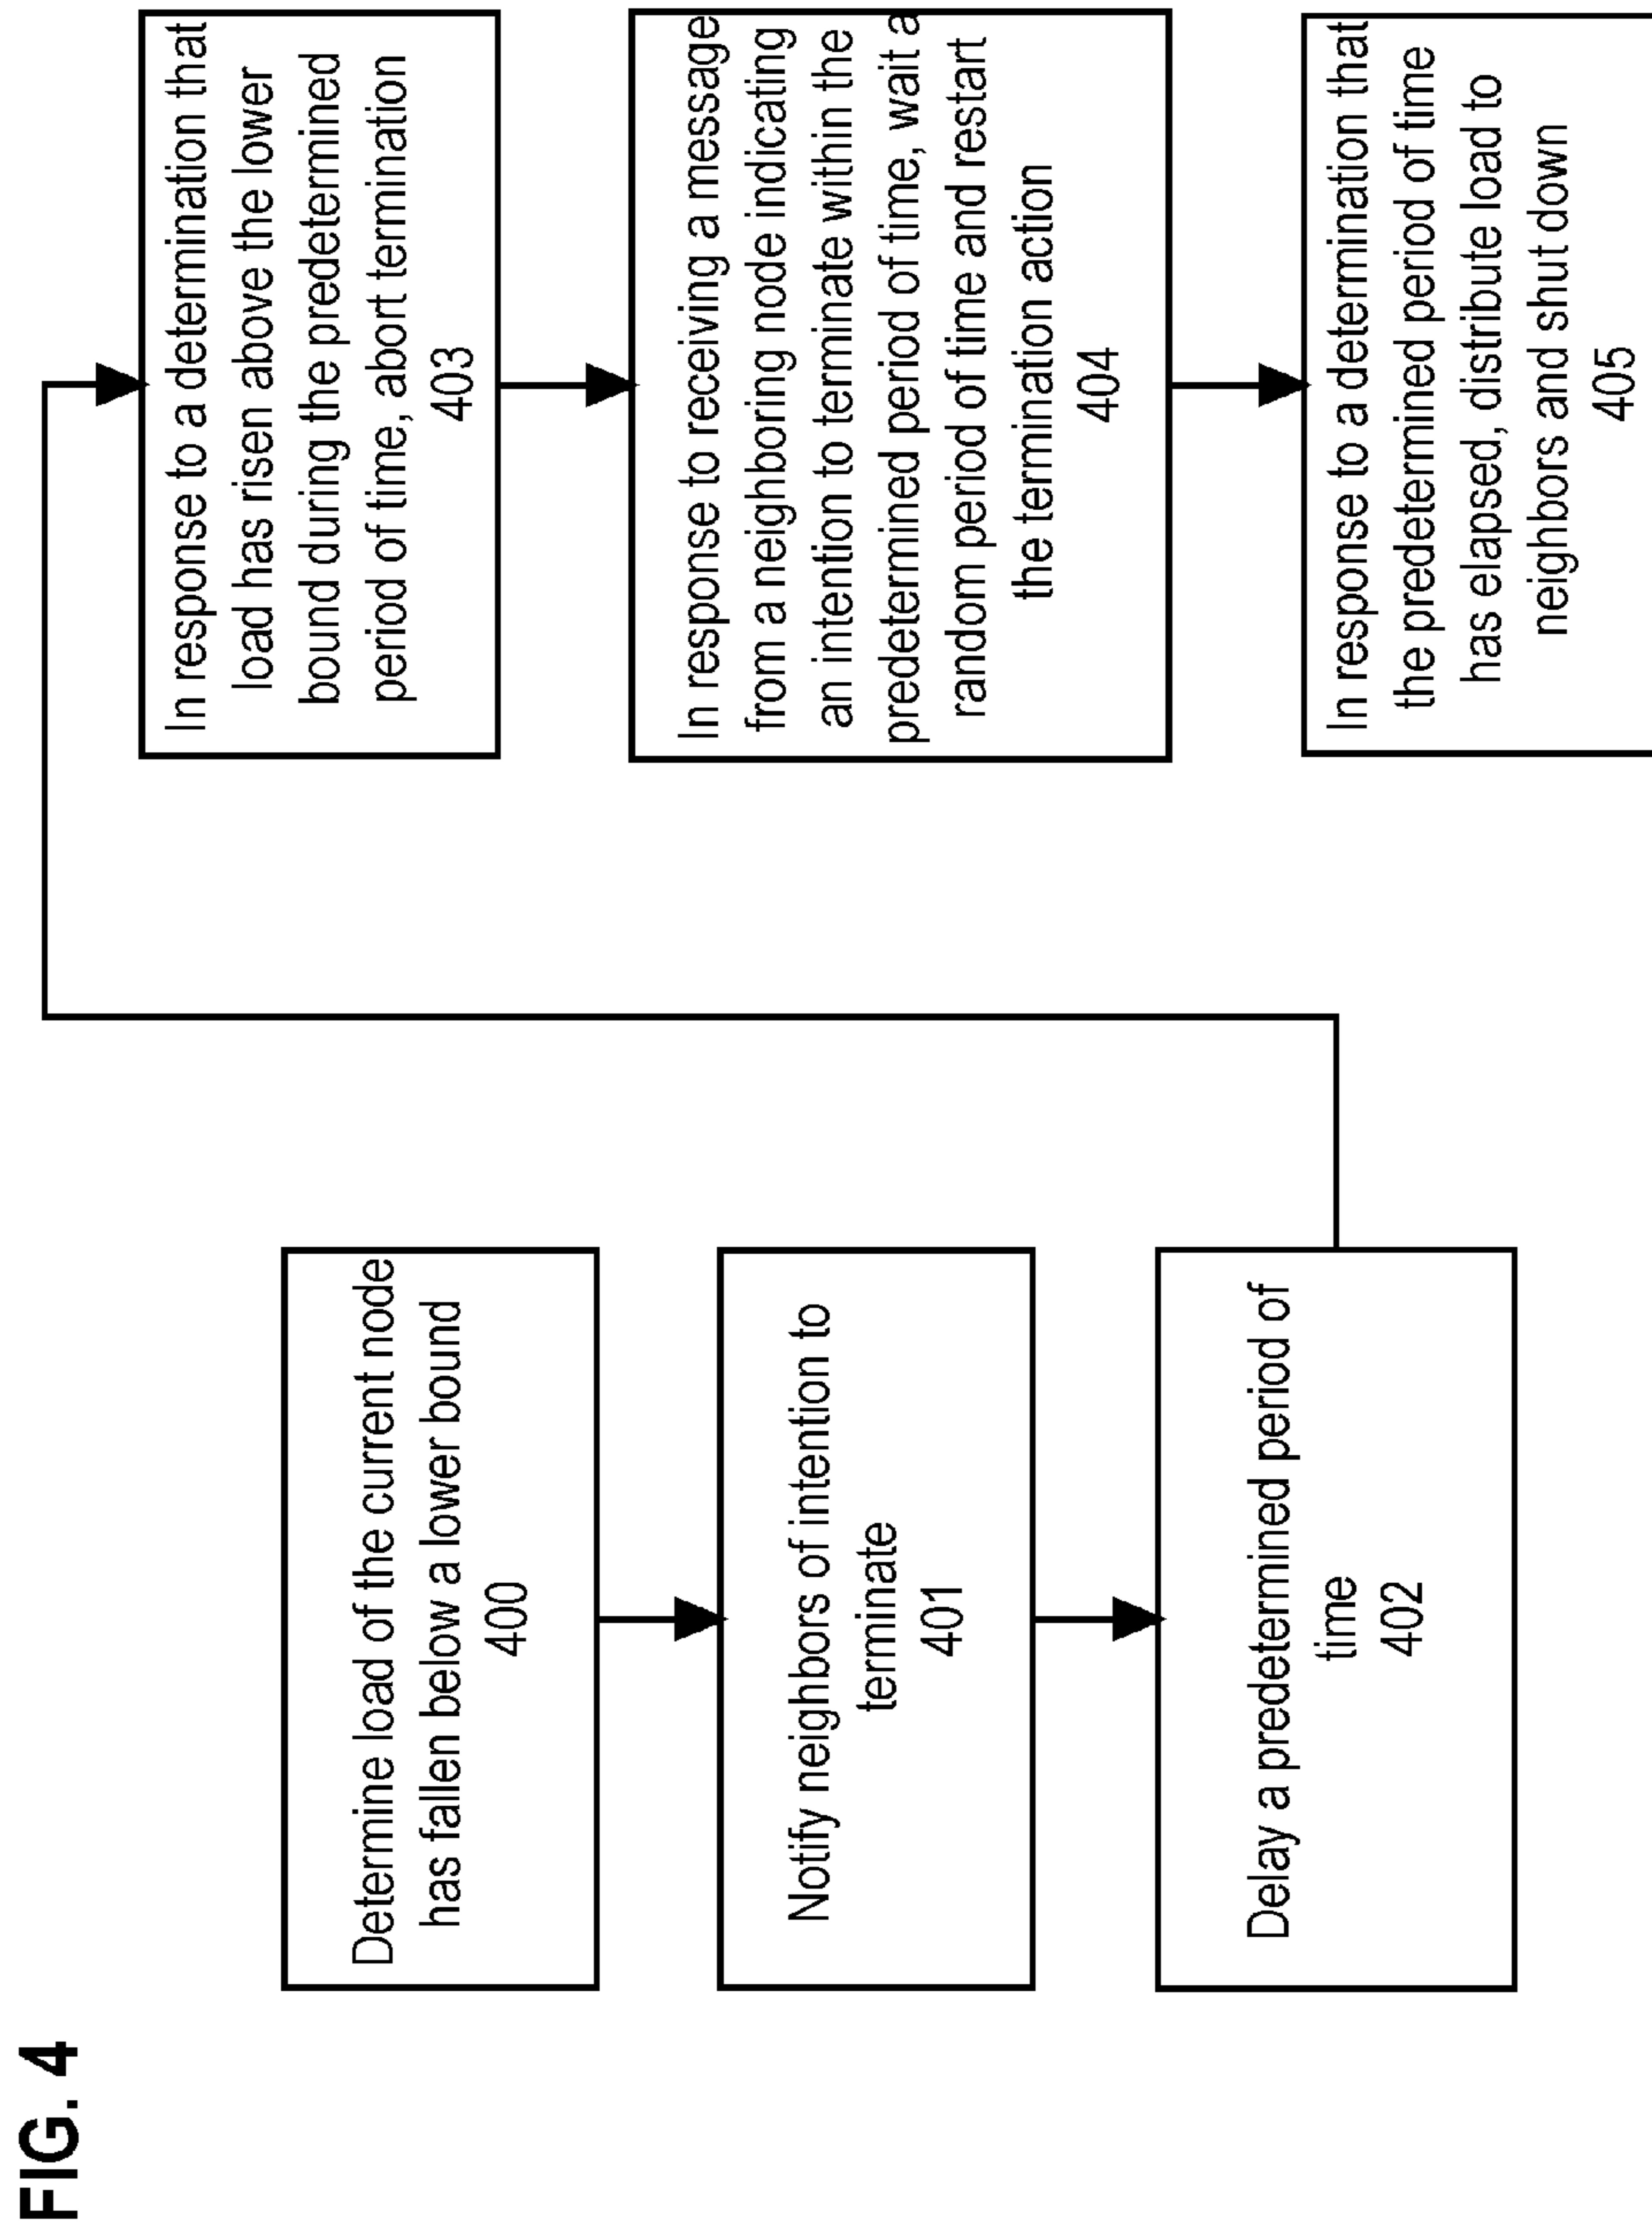 FIG. 4
Determine load of the current node
has fallen below a lower bound
400
Notify neighbors of intention to
terminate
401
Delay a predetermined period of
time
402
In response to a determination that
load has risen above the lower
bound during the predetermined
period of time, abort termination
403
In response to receiving a message
from a neighboring node indicating
an intention to terminate within the
predetermined period of time, wait a
random period of time and restart
the termination action
404
In response to a determination that
the predetermined period of time
has elapsed, distribute load to
neighbors and shut down
405